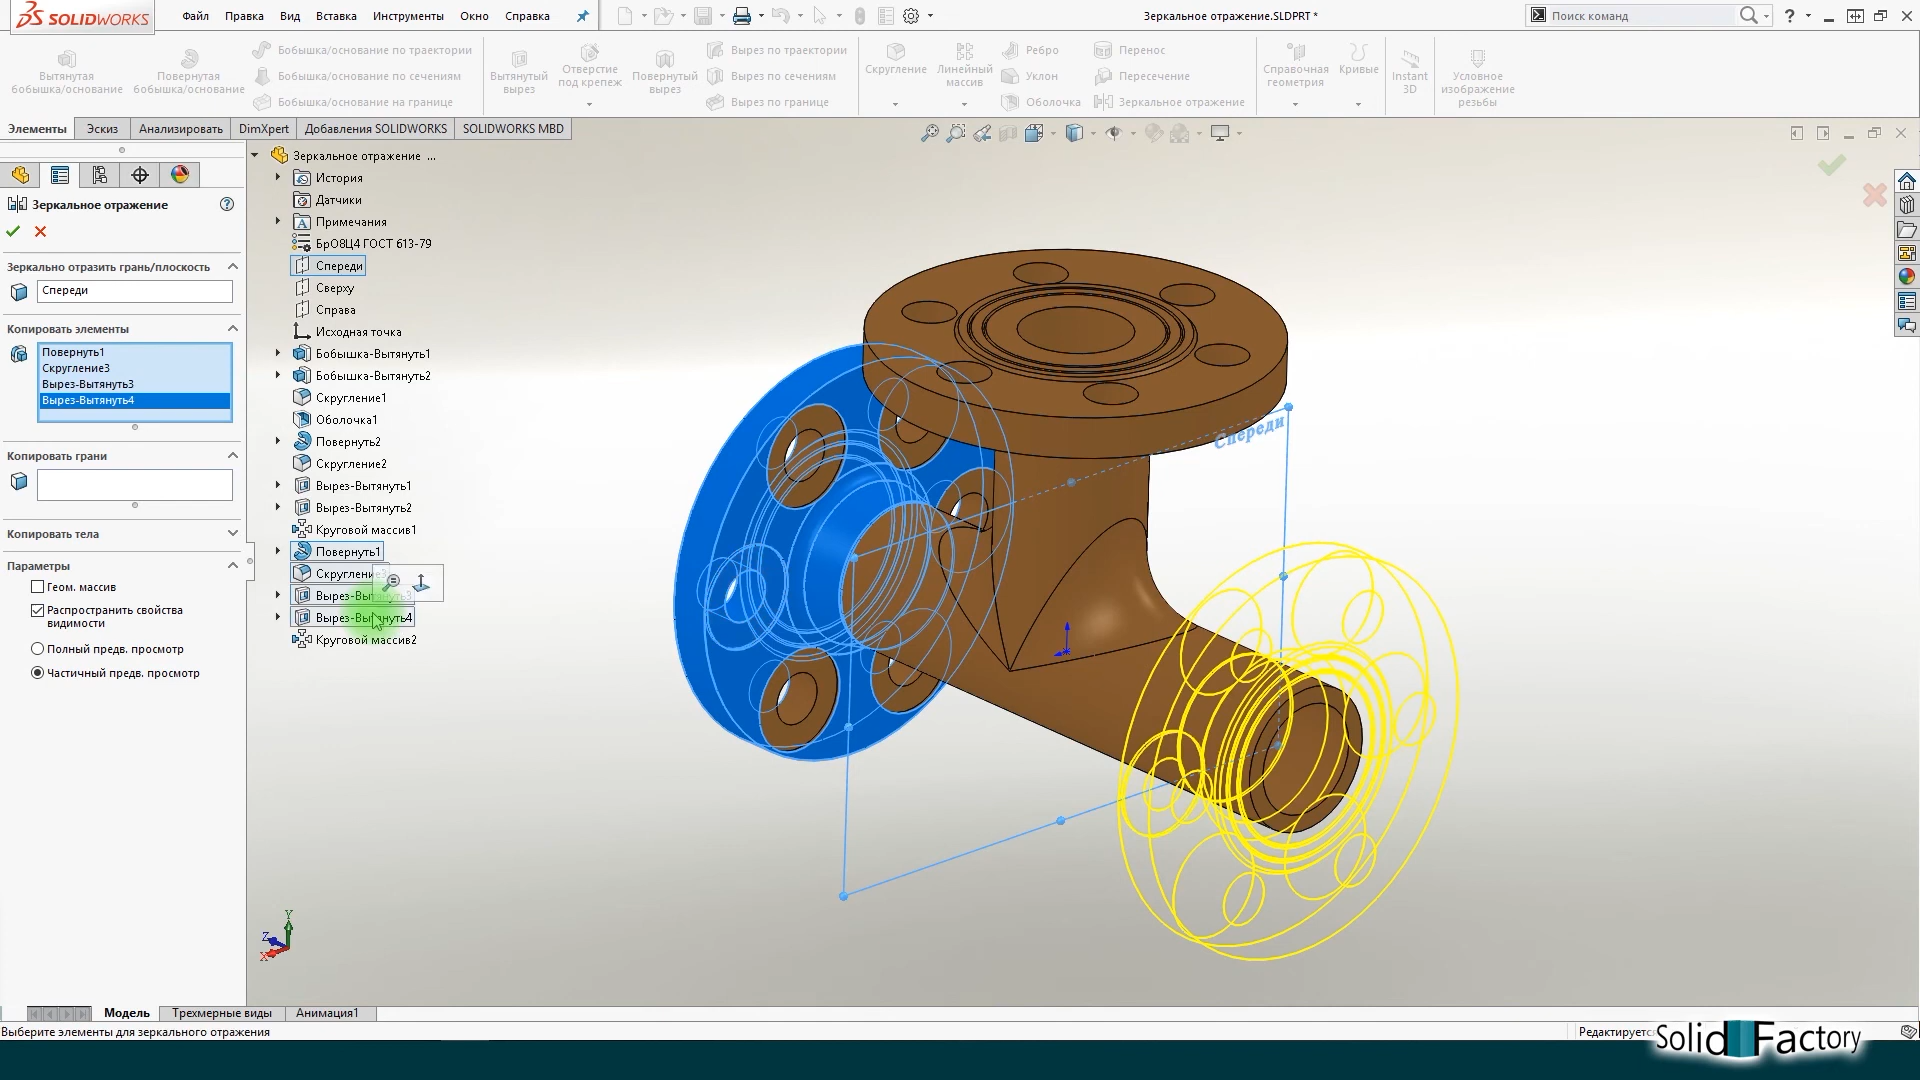 SOLIDWORKS
Файл Правка Вид Вставка Инструменты Окно Справка
Зеркальное отражение.SLDPRT *
Поиск команд
Вытянутая бобышка/основание
Повернутая бобышка/основание
Бобышка/основание по траектории
Бобышка/основание по сечениям
Бобышка/основание на границе
Вытянутый вырез
Отверстие под крепеж
Повернутый вырез
Вырез по траектории
Вырез по сечениям
Вырез по границе
Скругление
Линейный массив
Ребро
Уклон
Оболочка
Перенос
Пересечение
Зеркальное отражение
Справочная геометрия
Кривые
Instant 3D
Условное изображение резьбы
Элементы Эскиз Анализировать DimXpert Добавления SOLIDWORKS SOLIDWORKS MBD
Зеркальное отражение
Зеркально отразить грань/плоскость
Спереди
Копировать элементы
Повернуть1
Скругление3
Вырез-Вытянуть3
Вырез-Вытянуть4
Копировать грани
Копировать тела
Параметры
Геом. массив
Распространить свойства
видимости
Полный предв. просмотр
Частичный предв. просмотр
Зеркальное отражение ...
История
Датчики
Примечания
БрО8Ц4 ГОСТ 613-79
Спереди
Сверху
Справа
Исходная точка
Бобышка-Вытянуть1
Бобышка-Вытянуть2
Скругление1
Оболочка1
Повернуть2
Скругление2
Вырез-Вытянуть1
Вырез-Вытянуть2
Круговой массив1
Повернуть1
Скруглени
Вырез-Вытянуть3
Вырез-Вытянуть4
Круговой массив2
Спереди
Y
Z
X
Модель Трехмерные виды Анимация1
Выберите элементы для зеркального отражения
Редактируетс
Solid Factory